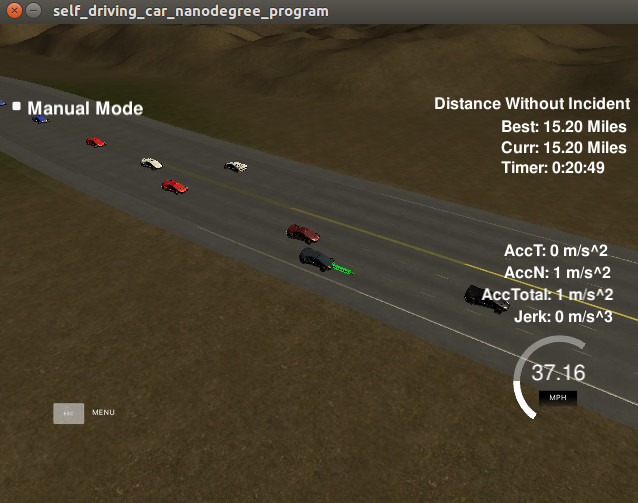 self_driving_car_nanodegree_program
Manual Mode
Distance Without Incident
Best: 15.20 Miles
Curr: 15.20 Miles
Timer: 0:20:49
AccT: 0 m/s^2
AccN: 1 m/s^2
AccTotal: 1 m/s^2
Jerk: 0 m/s^3
37.16
MPH
MENU